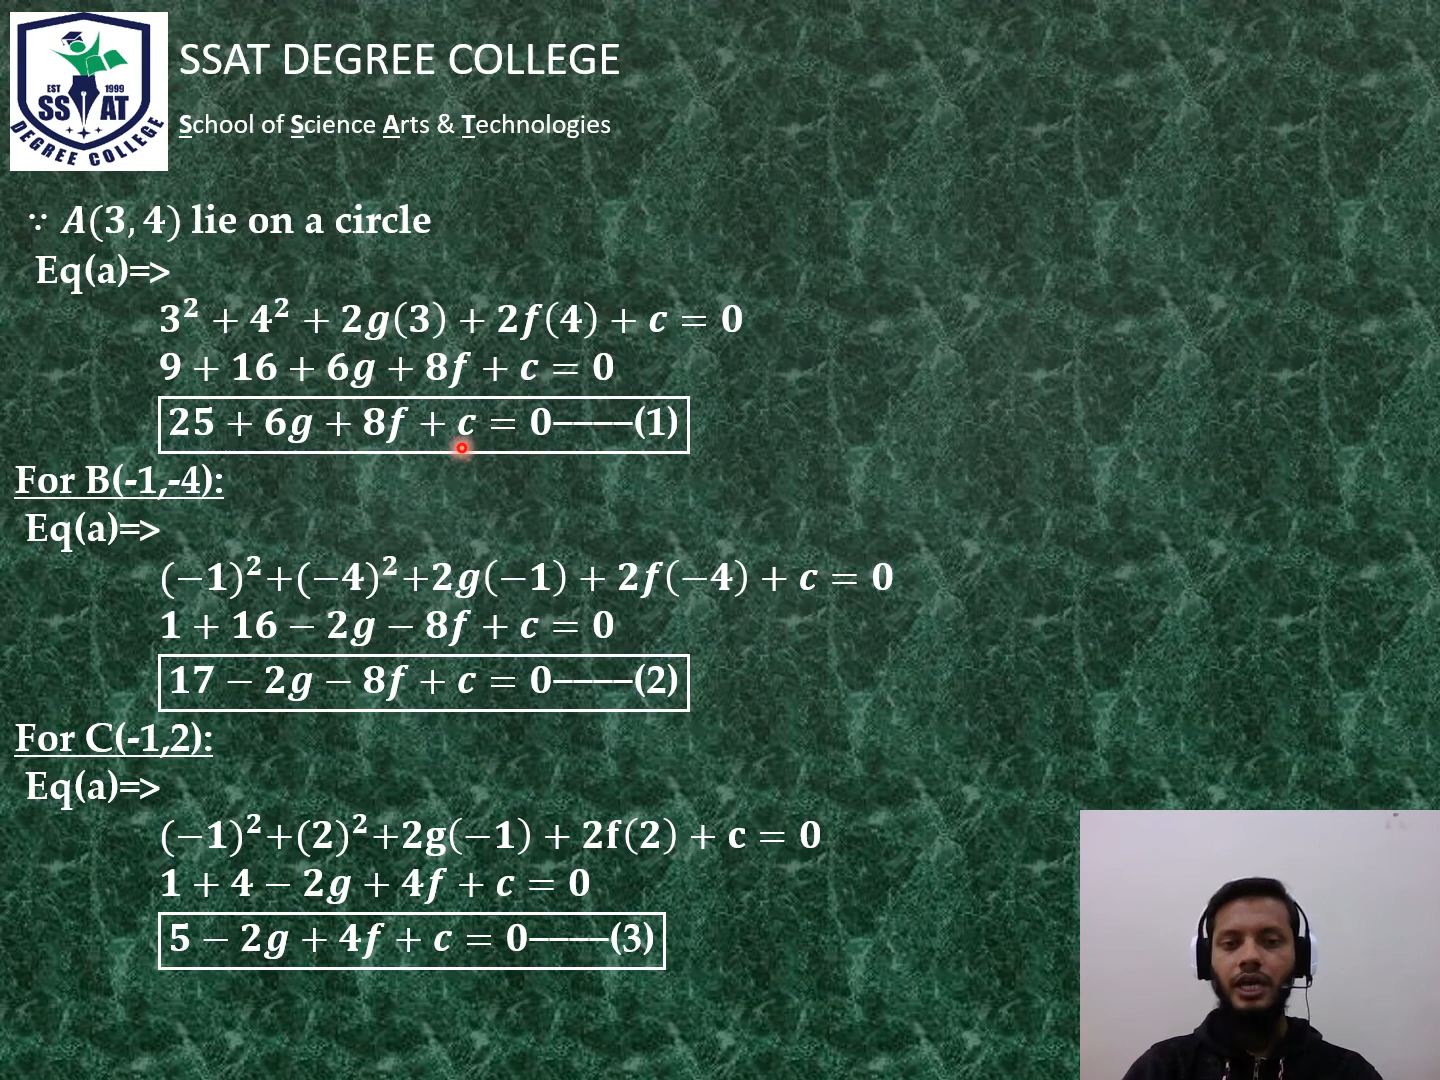 EST 1999
SSAT
DEGREE COLLEGE
SSAT DEGREE COLLEGE
School of Science Arts & Technologies
∵ A(3, 4) lie on a circle
Eq(a)=>
3² + 4² + 2g(3) + 2f(4) + c = 0
9 + 16 + 6g + 8f + c = 0
25 + 6g + 8f + c = 0-----(1)
For B(-1,-4):
Eq(a)=>
(−1)²+(−4)²+2g(−1) + 2f(−4) + c = 0
1 + 16 − 2g − 8f + c = 0
17 − 2g − 8f + c = 0-----(2)
For C(-1,2):
Eq(a)=>
(−1)²+(2)²+2g(−1) + 2f(2) + c = 0
1 + 4 − 2g + 4f + c = 0
5 − 2g + 4f + c = 0-----(3)